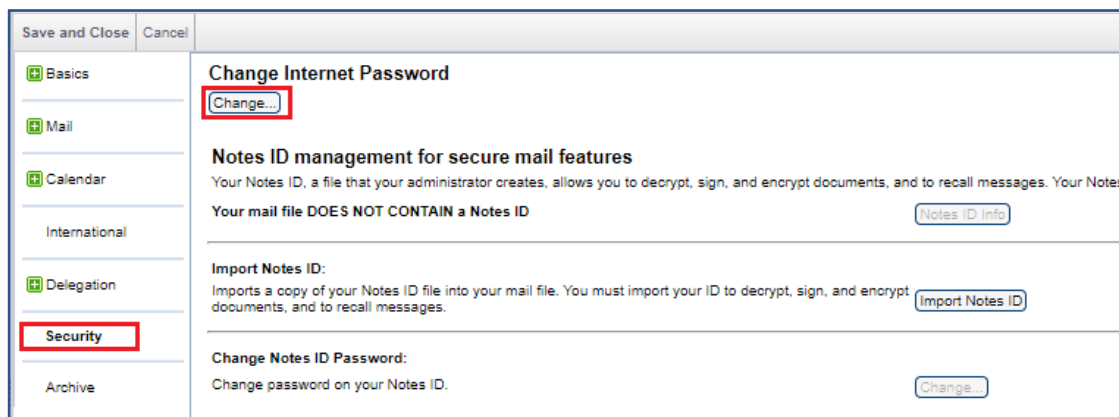 Save and Close Cancel
Basics
Mail
Calendar
International
Delegation
Security
Archive
Change Internet Password
Change...
Notes ID management for secure mail features
Your Notes ID, a file that your administrator creates, allows you to decrypt, sign, and encrypt documents, and to recall messages. Your Notes
Your mail file DOES NOT CONTAIN a Notes ID
Notes ID Info
Import Notes ID:
Imports a copy of your Notes ID file into your mail file. You must import your ID to decrypt, sign, and encrypt
documents, and to recall messages.
Import Notes ID
Change Notes ID Password:
Change password on your Notes ID.
Change...